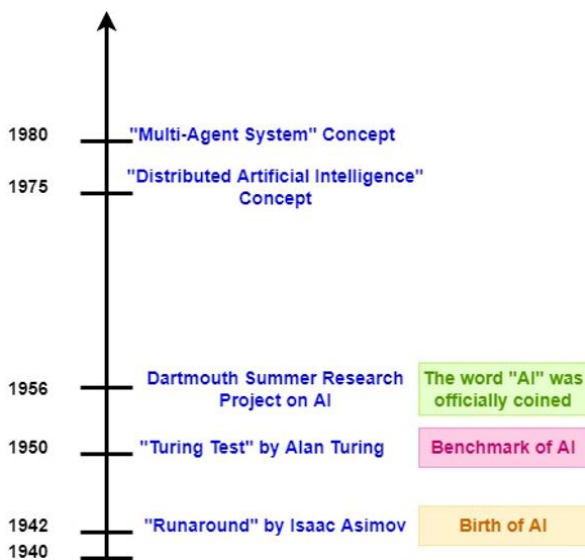 1980
"Multi-Agent System" Concept
1975
"Distributed Artificial Intelligence"
Concept
1956
Dartmouth Summer Research
Project on AI
The word "AI" was
officially coined
1950
"Turing Test" by Alan Turing
Benchmark of AI
1942
"Runaround" by Isaac Asimov
Birth of AI
1940